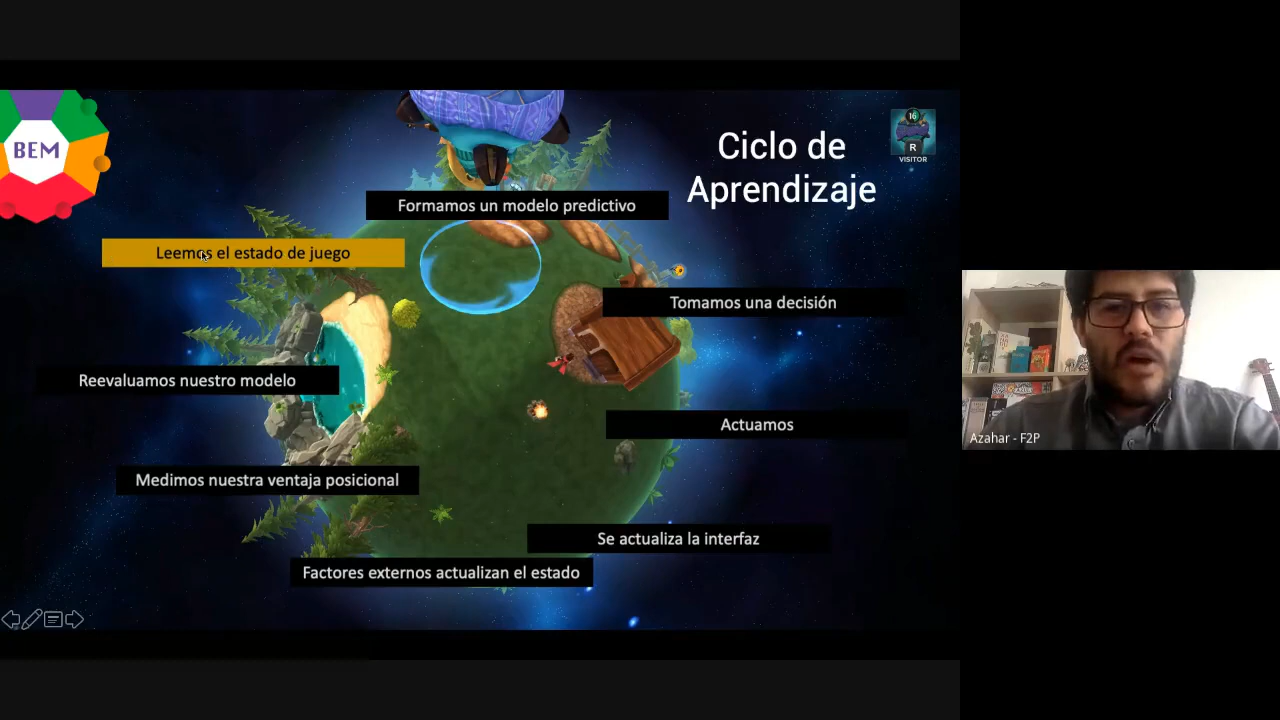 BEM
Ciclo de
Aprendizaje
16
R
VISITOR
Formamos un modelo predictivo
Leemos el estado de juego
Tomamos una decisión
Reevaluamos nuestro modelo
Actuamos
Medimos nuestra ventaja posicional
Se actualiza la interfaz
Factores externos actualizan el estado
Azahar - F2P